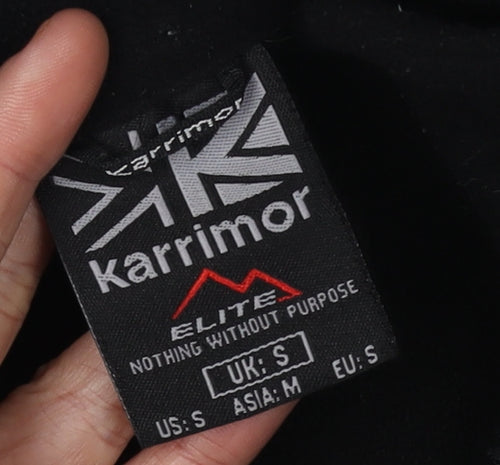 karrimor
karrimor
ELITE
NOTHING WITHOUT PURPOSE
UK: S
US: S ASIA: M EU: S